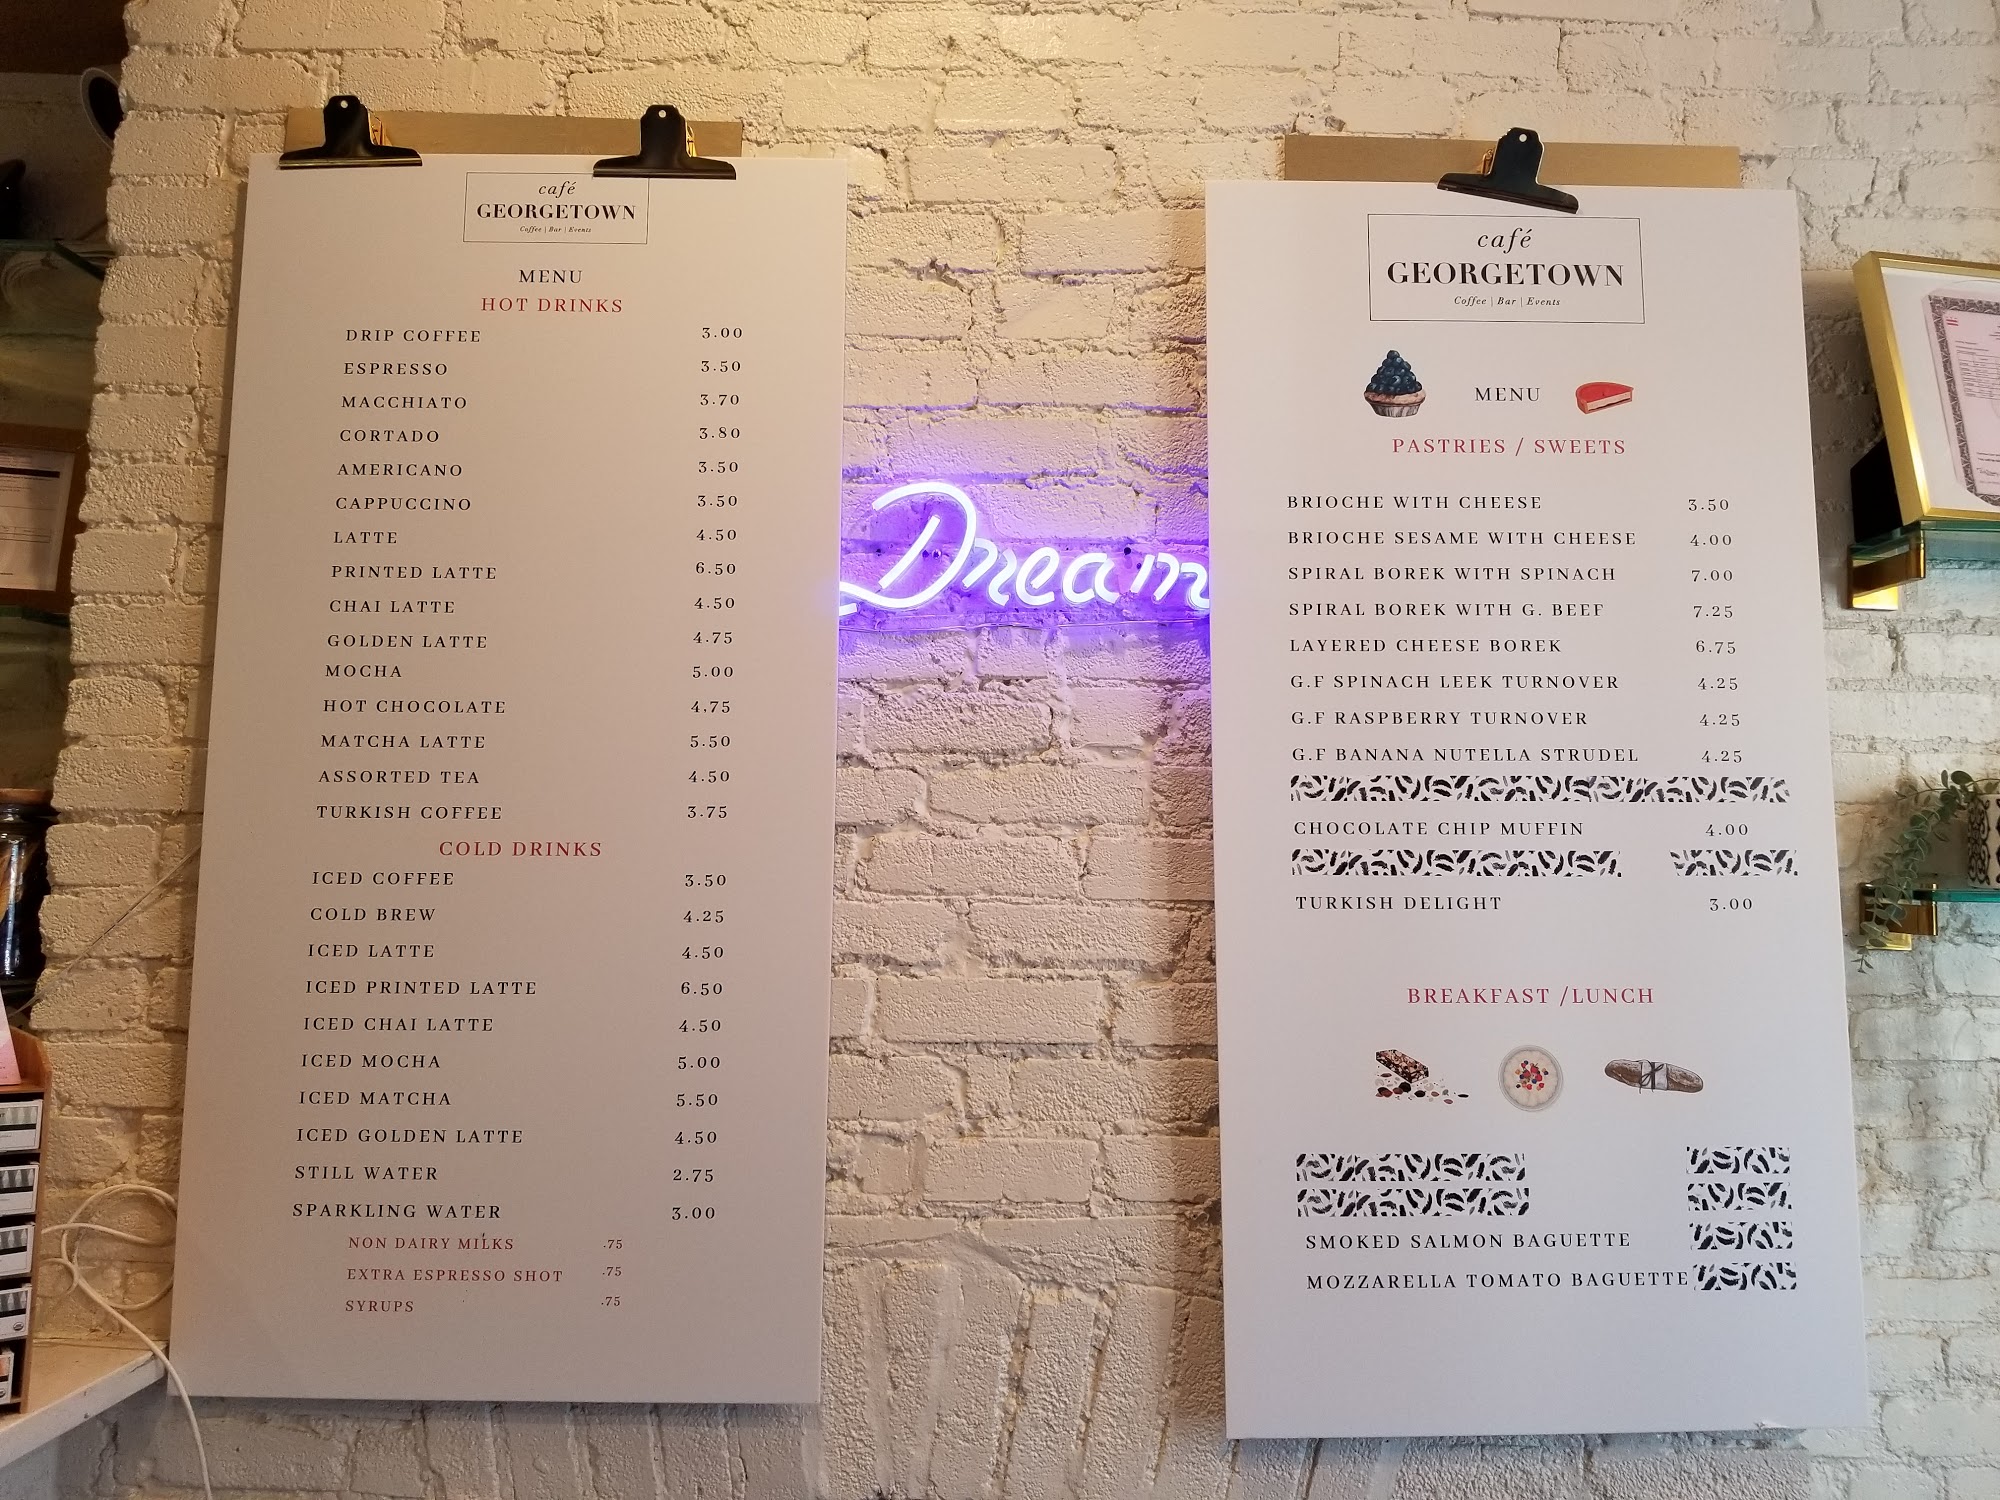 café
GEORGETOWN
Coffee | Bar | Events
MENU
HOT DRINKS
DRIP COFFEE 3.00
ESPRESSO 3.50
MACCHIATO 3.70
CORTADO 3.80
AMERICANO 3.50
CAPPUCCINO 3.50
LATTE 4.50
PRINTED LATTE 6.50
CHAI LATTE 4.50
GOLDEN LATTE 4.75
MOCHA 5.00
HOT CHOCOLATE 4,75
MATCHA LATTE 5.50
ASSORTED TEA 4.50
TURKISH COFFEE 3.75
COLD DRINKS
ICED COFFEE 3.50
COLD BREW 4.25
ICED LATTE 4.50
ICED PRINTED LATTE 6.50
ICED CHAI LATTE 4.50
ICED MOCHA 5.00
ICED MATCHA 5.50
ICED GOLDEN LATTE 4.50
STILL WATER 2.75
SPARKLING WATER 3.00
NON DAIRY MILKS .75
EXTRA ESPRESSO SHOT .75
SYRUPS .75
Dream
café
GEORGETOWN
Coffee | Bar | Events
MENU
PASTRIES / SWEETS
BRIOCHE WITH CHEESE 3.50
BRIOCHE SESAME WITH CHEESE 4.00
SPIRAL BOREK WITH SPINACH 7.00
SPIRAL BOREK WITH G. BEEF 7.25
LAYERED CHEESE BOREK 6.75
G.F SPINACH LEEK TURNOVER 4.25
G.F RASPBERRY TURNOVER 4.25
G.F BANANA NUTELLA STRUDEL 4.25
CHOCOLATE CHIP MUFFIN 4.00
TURKISH DELIGHT 3.00
BREAKFAST /LUNCH
SMOKED SALMON BAGUETTE
MOZZARELLA TOMATO BAGUETTE